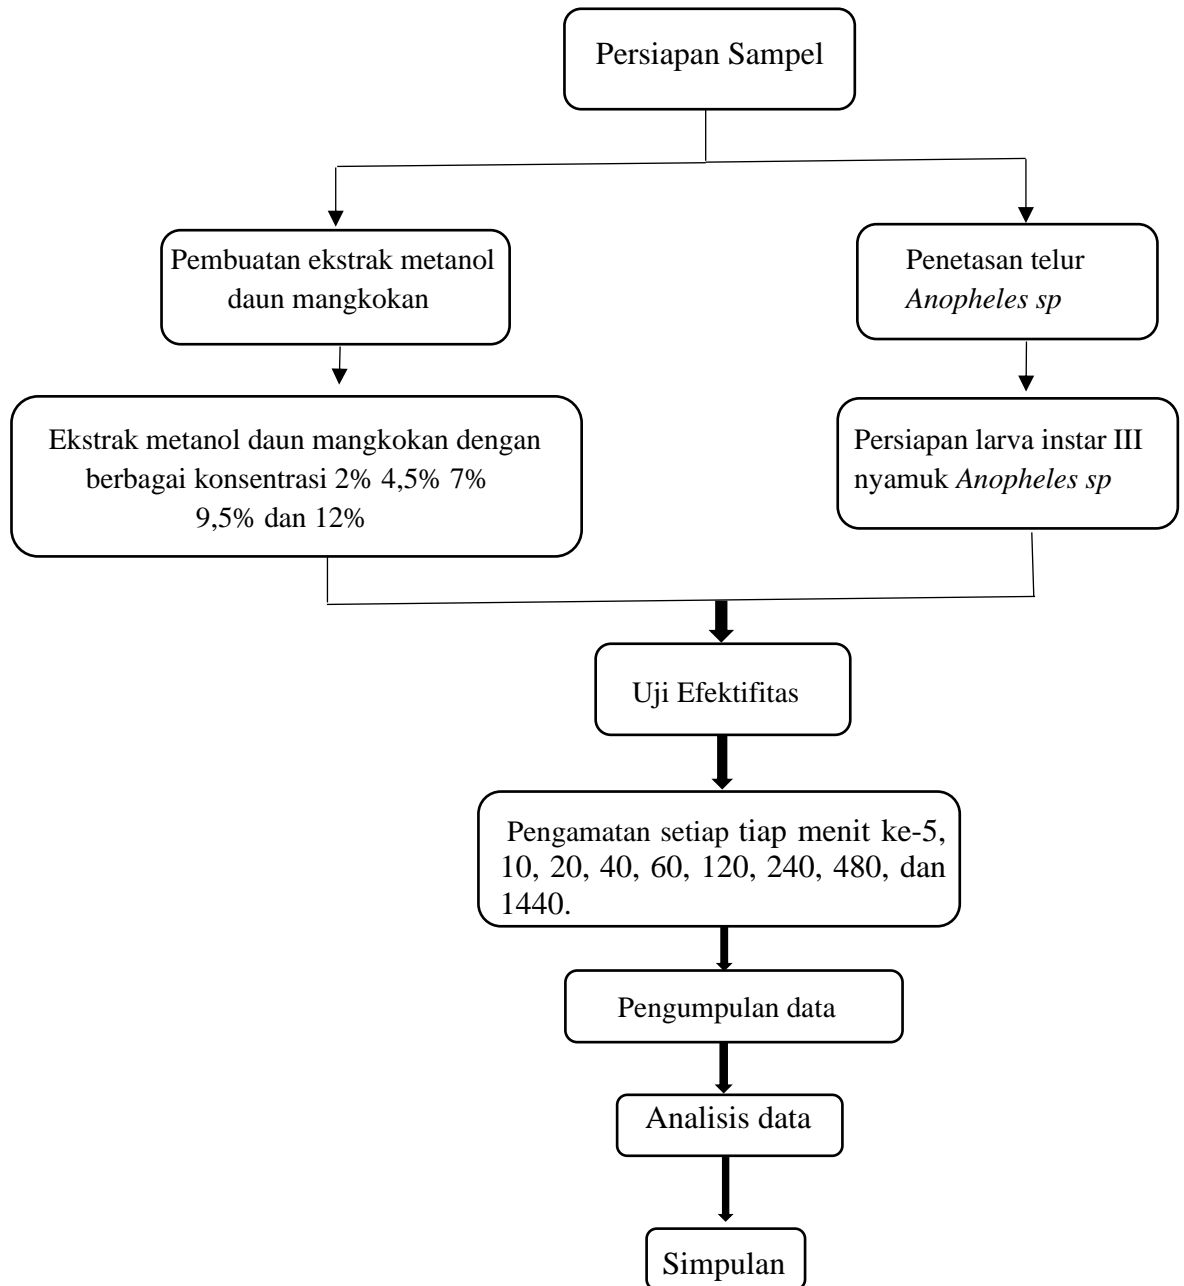 Persiapan Sampel
Pembuatan ekstrak metanol
daun mangkokan
Penetasan telur
Anopheles sp
Ekstrak metanol daun mangkokan dengan
berbagai konsentrasi 2% 4,5% 7%
9,5% dan 12%
Persiapan larva instar III
nyamuk Anopheles sp
Uji Efektifitas
Pengamatan setiap tiap menit ke-5,
10, 20, 40, 60, 120, 240, 480, dan
1440.
Pengumpulan data
Analisis data
Simpulan